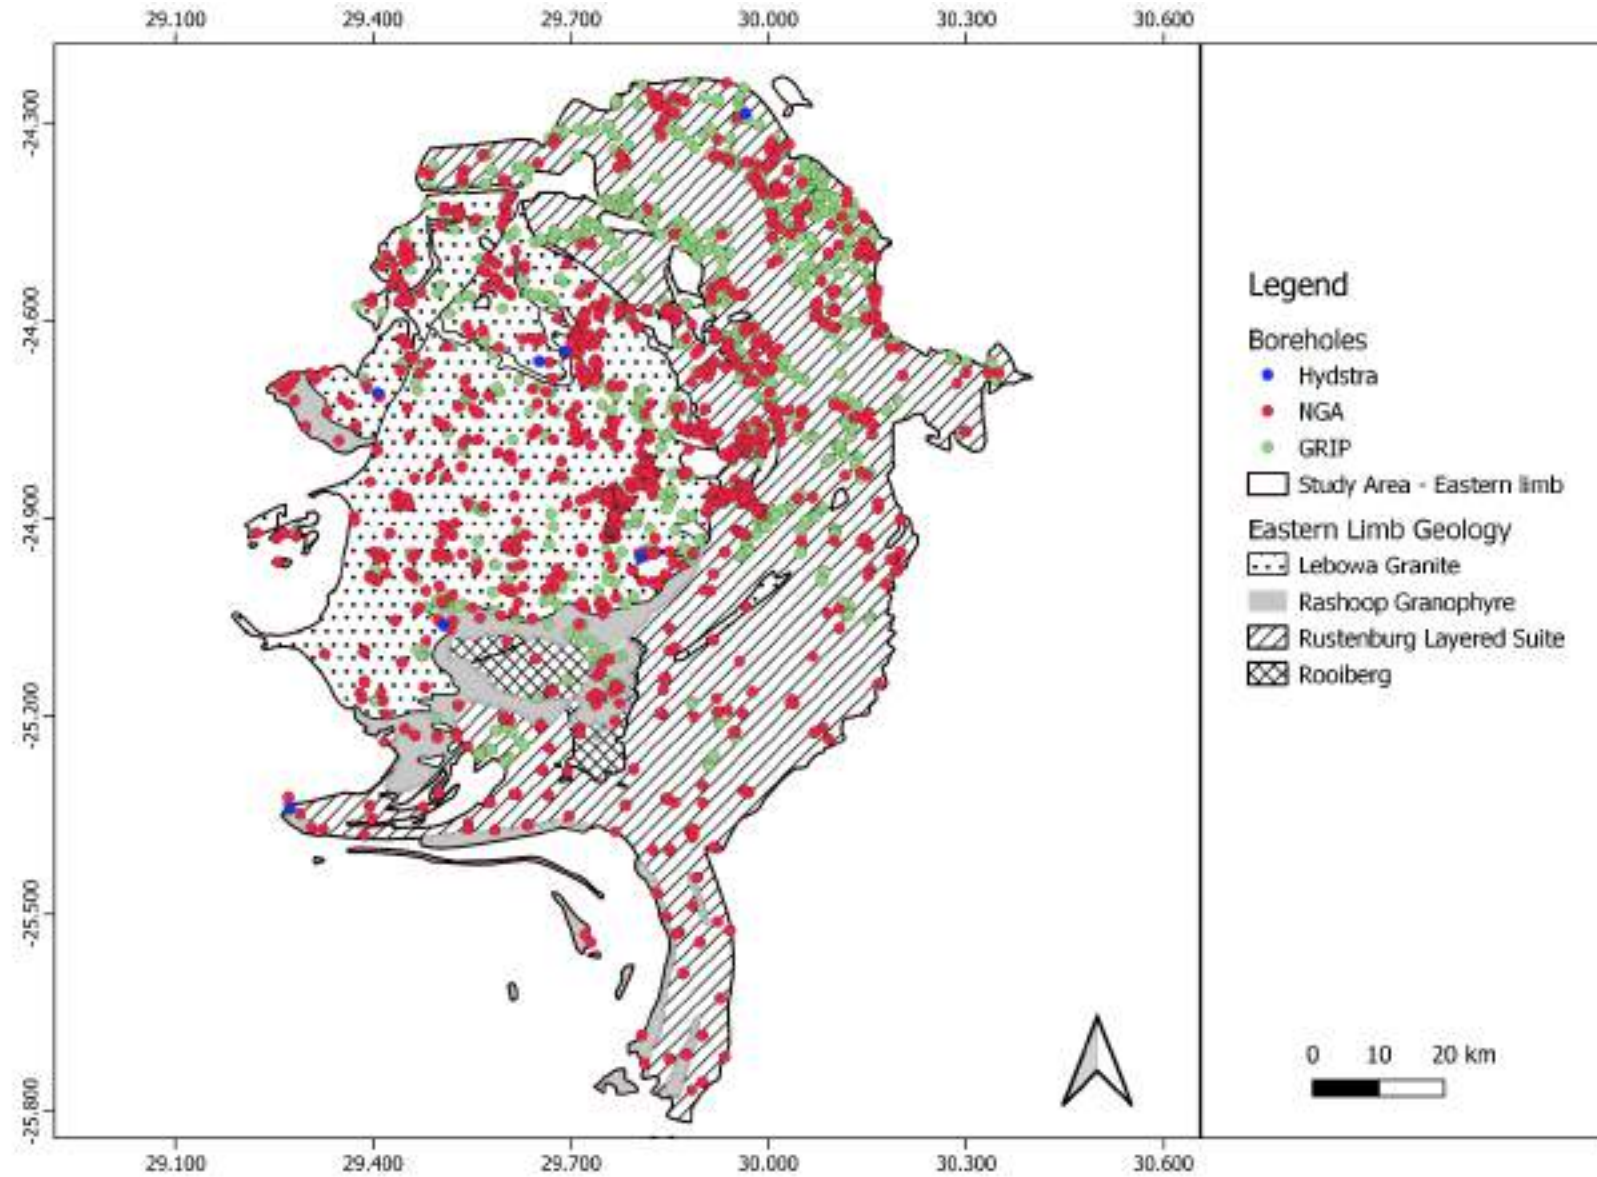 29.100 29.400 29.700 30.000 30.300 30.600
-24.300
-24.600
-24.900
-25.200
-25.500
-25.800
Legend
Boreholes
Hydstra
NGA
GRIP
Study Area - Eastern limb
Eastern Limb Geology
Lebowa Granite
Rashoop Granophyre
Rustenburg Layered Suite
Rooiberg
0 10 20 km
29.100 29.400 29.700 30.000 30.300 30.600